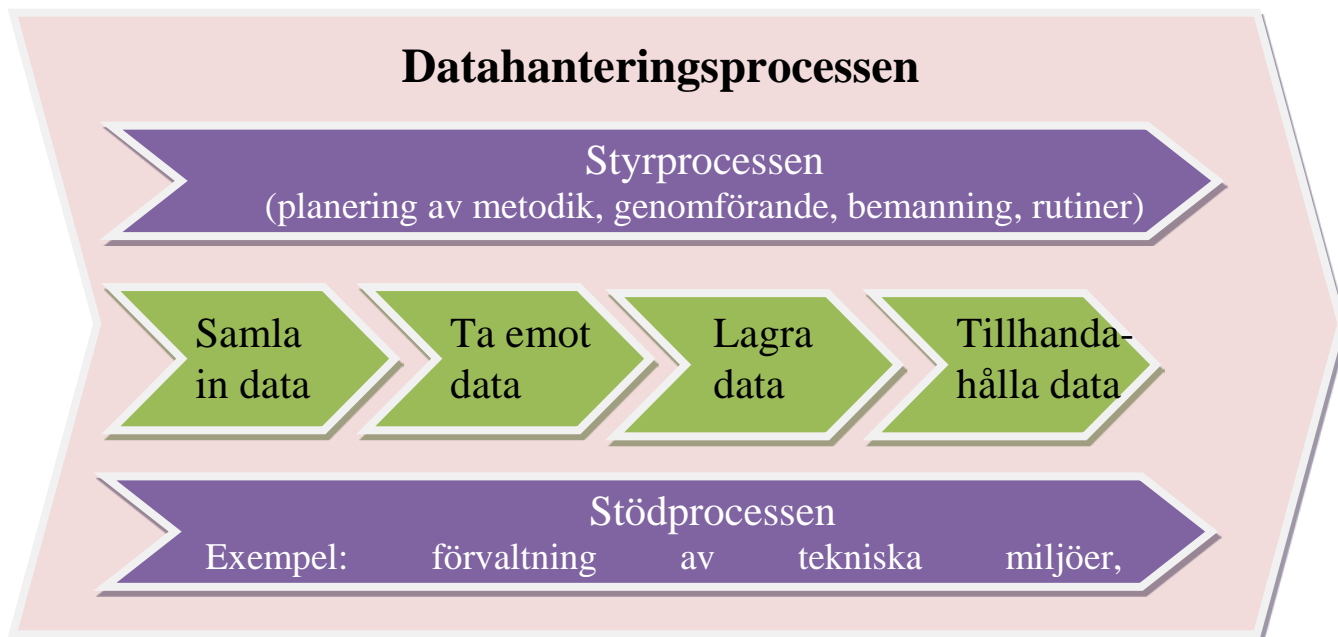 Datahanteringsprocessen
Styrprocessen
(planering av metodik, genomförande, bemanning, rutiner)
Samla
in data
Ta emot
data
Lagra
data
Tillhanda-
hålla data
Stödprocessen
Exempel: förvaltning av tekniska miljöer,